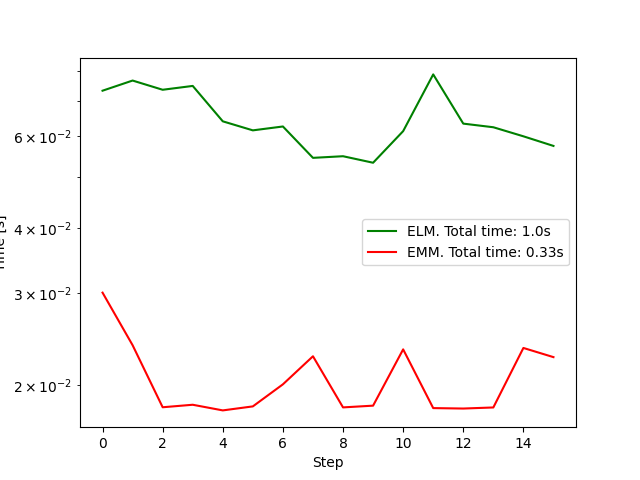 6 × 10⁻²
4 × 10⁻²
3 × 10⁻²
2 × 10⁻²
Time [s]
ELM. Total time: 1.0s
EMM. Total time: 0.33s
0 2 4 6 8 10 12 14
Step